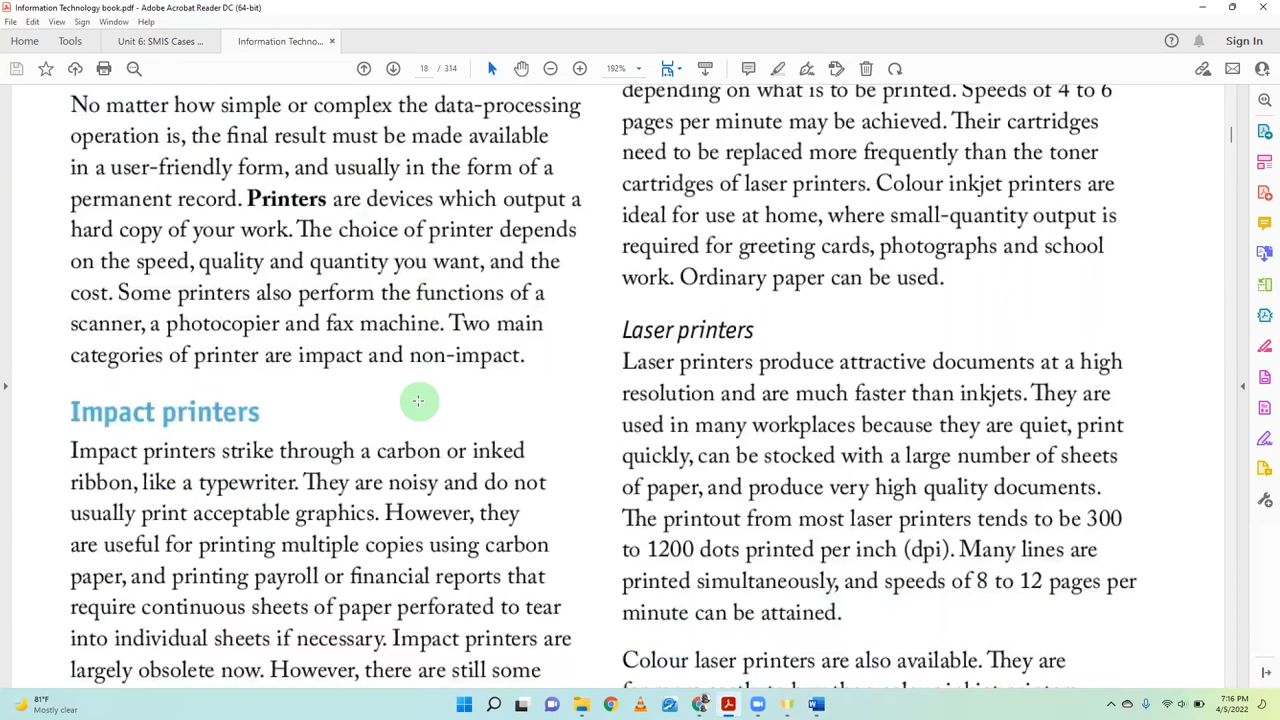 Information Technology book.pdf - Adobe Acrobat Reader DC (64-bit)
File Edit View Sign Window Help
Home Tools Unit 6: SMIS Cases ... Information Techno... × Sign In
18 / 314 192%
No matter how simple or complex the data-processing
operation is, the final result must be made available
in a user-friendly form, and usually in the form of a
permanent record. Printers are devices which output a
hard copy of your work. The choice of printer depends
on the speed, quality and quantity you want, and the
cost. Some printers also perform the functions of a
scanner, a photocopier and fax machine. Two main
categories of printer are impact and non-impact.
Impact printers
Impact printers strike through a carbon or inked
ribbon, like a typewriter. They are noisy and do not
usually print acceptable graphics. However, they
are useful for printing multiple copies using carbon
paper, and printing payroll or financial reports that
require continuous sheets of paper perforated to tear
into individual sheets if necessary. Impact printers are
largely obsolete now. However, there are still some
depending on what is to be printed. Speeds of 4 to 6
pages per minute may be achieved. Their cartridges
need to be replaced more frequently than the toner
cartridges of laser printers. Colour inkjet printers are
ideal for use at home, where small-quantity output is
required for greeting cards, photographs and school
work. Ordinary paper can be used.
Laser printers
Laser printers produce attractive documents at a high
resolution and are much faster than inkjets. They are
used in many workplaces because they are quiet, print
quickly, can be stocked with a large number of sheets
of paper, and produce very high quality documents.
The printout from most laser printers tends to be 300
to 1200 dots printed per inch (dpi). Many lines are
printed simultaneously, and speeds of 8 to 12 pages per
minute can be attained.
Colour laser printers are also available. They are
81°F
Mostly clear
7:16 PM
4/5/2022